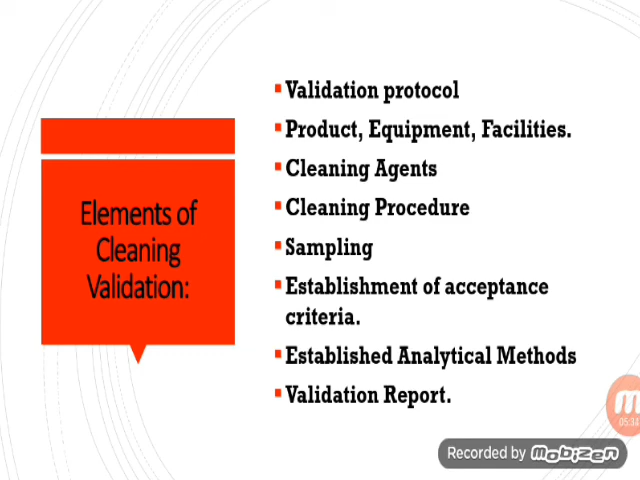 Elements of
Cleaning
Validation:
Validation protocol
Product, Equipment, Facilities.
Cleaning Agents
Cleaning Procedure
Sampling
Establishment of acceptance
criteria.
Established Analytical Methods
Validation Report.
05:34
Recorded by mobizen